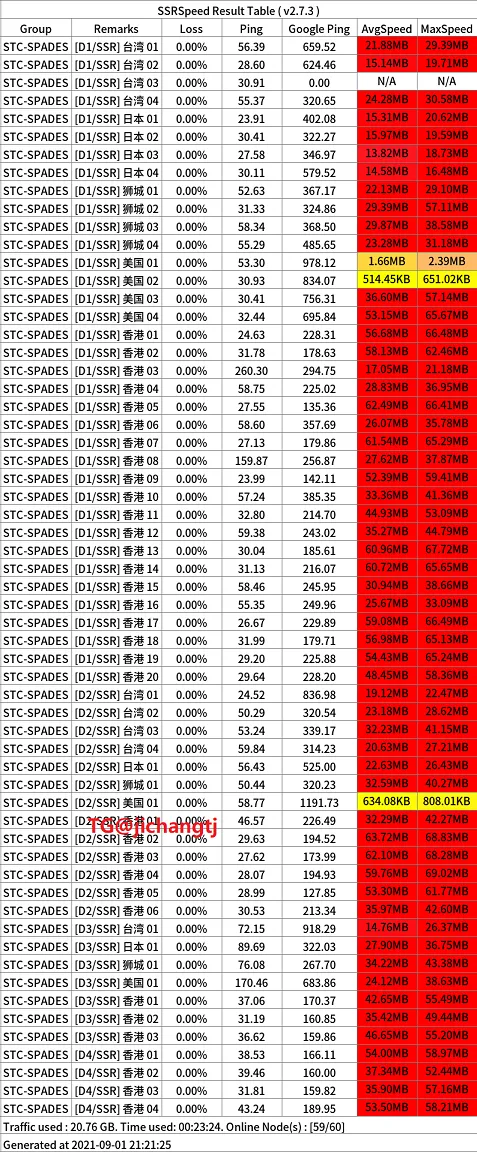 SSRSpeed Result Table ( v2.7.3 )
Group Remarks Loss Ping Google Ping AvgSpeed MaxSpeed
STC-SPADES [D1/SSR] 台湾 01 0.00% 56.39 659.52 21.88MB 29.39MB
STC-SPADES [D1/SSR] 台湾 02 0.00% 28.60 624.46 15.14MB 19.71MB
STC-SPADES [D1/SSR] 台湾 03 0.00% 30.91 0.00 N/A N/A
STC-SPADES [D1/SSR] 台湾 04 0.00% 55.37 320.65 24.28MB 30.58MB
STC-SPADES [D1/SSR] 日本 01 0.00% 23.91 402.08 15.31MB 20.62MB
STC-SPADES [D1/SSR] 日本 02 0.00% 30.41 322.27 15.97MB 19.59MB
STC-SPADES [D1/SSR] 日本 03 0.00% 27.58 346.97 13.82MB 18.73MB
STC-SPADES [D1/SSR] 日本 04 0.00% 30.11 579.52 14.58MB 16.48MB
STC-SPADES [D1/SSR] 狮城 01 0.00% 52.63 367.17 22.13MB 29.10MB
STC-SPADES [D1/SSR] 狮城 02 0.00% 31.33 324.86 29.39MB 57.11MB
STC-SPADES [D1/SSR] 狮城 03 0.00% 58.34 368.50 29.87MB 38.58MB
STC-SPADES [D1/SSR] 狮城 04 0.00% 55.29 485.65 23.28MB 31.18MB
STC-SPADES [D1/SSR] 美国 01 0.00% 53.30 978.12 1.66MB 2.39MB
STC-SPADES [D1/SSR] 美国 02 0.00% 30.93 834.07 514.45KB 651.02KB
STC-SPADES [D1/SSR] 美国 03 0.00% 30.41 756.31 36.60MB 57.14MB
STC-SPADES [D1/SSR] 美国 04 0.00% 32.44 695.84 53.15MB 65.67MB
STC-SPADES [D1/SSR] 香港 01 0.00% 24.63 228.31 56.68MB 66.48MB
STC-SPADES [D1/SSR] 香港 02 0.00% 31.78 178.63 58.13MB 62.46MB
STC-SPADES [D1/SSR] 香港 03 0.00% 260.30 294.75 17.05MB 21.18MB
STC-SPADES [D1/SSR] 香港 04 0.00% 58.75 225.02 28.83MB 36.95MB
STC-SPADES [D1/SSR] 香港 05 0.00% 27.55 135.36 62.49MB 66.41MB
STC-SPADES [D1/SSR] 香港 06 0.00% 58.60 357.69 26.07MB 35.78MB
STC-SPADES [D1/SSR] 香港 07 0.00% 27.13 179.86 61.54MB 65.29MB
STC-SPADES [D1/SSR] 香港 08 0.00% 159.87 256.87 27.62MB 37.87MB
STC-SPADES [D1/SSR] 香港 09 0.00% 23.99 142.11 52.39MB 59.41MB
STC-SPADES [D1/SSR] 香港 10 0.00% 57.24 385.35 33.36MB 41.36MB
STC-SPADES [D1/SSR] 香港 11 0.00% 32.80 214.70 44.93MB 53.09MB
STC-SPADES [D1/SSR] 香港 12 0.00% 59.38 243.02 35.27MB 44.79MB
STC-SPADES [D1/SSR] 香港 13 0.00% 30.04 185.61 60.96MB 67.72MB
STC-SPADES [D1/SSR] 香港 14 0.00% 31.13 216.07 60.72MB 65.65MB
STC-SPADES [D1/SSR] 香港 15 0.00% 58.46 245.95 30.94MB 38.66MB
STC-SPADES [D1/SSR] 香港 16 0.00% 55.35 249.96 25.67MB 33.09MB
STC-SPADES [D1/SSR] 香港 17 0.00% 26.67 229.89 59.08MB 66.49MB
STC-SPADES [D1/SSR] 香港 18 0.00% 31.99 179.71 56.98MB 65.13MB
STC-SPADES [D1/SSR] 香港 19 0.00% 29.20 225.88 54.43MB 65.24MB
STC-SPADES [D1/SSR] 香港 20 0.00% 29.64 228.20 48.45MB 58.36MB
STC-SPADES [D2/SSR] 台湾 01 0.00% 24.52 836.98 19.12MB 22.47MB
STC-SPADES [D2/SSR] 台湾 02 0.00% 50.29 320.54 23.18MB 28.62MB
STC-SPADES [D2/SSR] 台湾 03 0.00% 53.24 339.17 32.23MB 41.15MB
STC-SPADES [D2/SSR] 台湾 04 0.00% 59.84 314.23 20.63MB 27.21MB
STC-SPADES [D2/SSR] 日本 01 0.00% 56.43 525.00 22.63MB 26.43MB
STC-SPADES [D2/SSR] 狮城 01 0.00% 50.44 320.23 32.59MB 40.27MB
STC-SPADES [D2/SSR] 美国 01 0.00% 58.77 1191.73 634.08KB 808.01KB
STC-SPADES [D2/SSR] 香港 01 0.00% 46.57 226.49 32.29MB 42.27MB
TG@jichangtj
STC-SPADES [D2/SSR] 香港 02 0.00% 29.63 194.52 63.72MB 68.83MB
STC-SPADES [D2/SSR] 香港 03 0.00% 27.62 173.99 62.10MB 68.28MB
STC-SPADES [D2/SSR] 香港 04 0.00% 28.07 194.93 59.76MB 69.02MB
STC-SPADES [D2/SSR] 香港 05 0.00% 28.99 127.85 53.30MB 61.77MB
STC-SPADES [D2/SSR] 香港 06 0.00% 30.53 213.34 35.97MB 42.60MB
STC-SPADES [D3/SSR] 台湾 01 0.00% 72.15 918.29 14.76MB 26.37MB
STC-SPADES [D3/SSR] 日本 01 0.00% 89.69 322.03 27.90MB 36.75MB
STC-SPADES [D3/SSR] 狮城 01 0.00% 76.08 267.70 34.22MB 43.38MB
STC-SPADES [D3/SSR] 美国 01 0.00% 170.46 683.86 24.12MB 38.63MB
STC-SPADES [D3/SSR] 香港 01 0.00% 37.06 170.37 42.65MB 55.49MB
STC-SPADES [D3/SSR] 香港 02 0.00% 31.19 160.85 35.42MB 49.44MB
STC-SPADES [D3/SSR] 香港 03 0.00% 36.62 159.86 46.65MB 55.20MB
STC-SPADES [D4/SSR] 香港 01 0.00% 38.53 166.11 54.00MB 58.97MB
STC-SPADES [D4/SSR] 香港 02 0.00% 39.46 160.00 37.34MB 52.44MB
STC-SPADES [D4/SSR] 香港 03 0.00% 31.81 159.82 35.90MB 57.16MB
STC-SPADES [D4/SSR] 香港 04 0.00% 43.24 189.95 53.50MB 58.21MB
Traffic used : 20.76 GB. Time used: 00:23:24. Online Node(s) : [59/60]
Generated at 2021-09-01 21:21:25